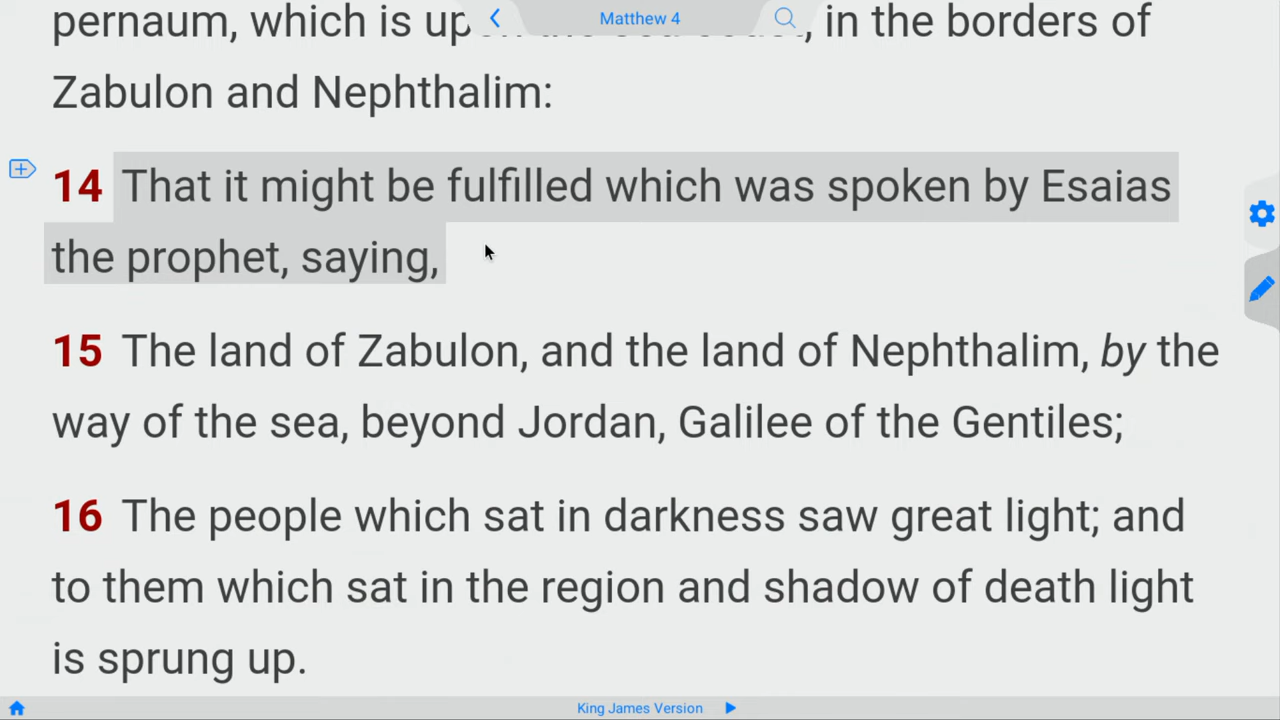 Matthew 4
pernaum, which is upon the sea coast, in the borders of
Zabulon and Nephthalim:
14 That it might be fulfilled which was spoken by Esaias
the prophet, saying,
15 The land of Zabulon, and the land of Nephthalim, by the
way of the sea, beyond Jordan, Galilee of the Gentiles;
16 The people which sat in darkness saw great light; and
to them which sat in the region and shadow of death light
is sprung up.
King James Version